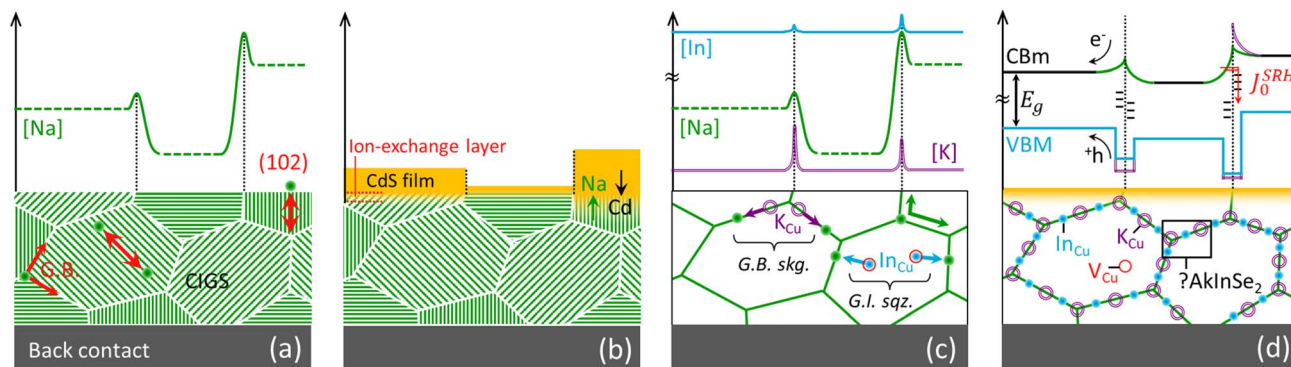 [Na]
(102)
G.B.
CIGS
Back contact
(a)
Ion-exchange layer
CdS film
Na
Cd
(b)
[In]
≈
[Na]
[K]
K_Cu
G.B. skg.
In_Cu
G.I. sqz.
(c)
e⁻
CBm
J₀^SRH
≈
E_g
VBM
⁺h
In_Cu
K_Cu
V_Cu
?AkInSe₂
(d)